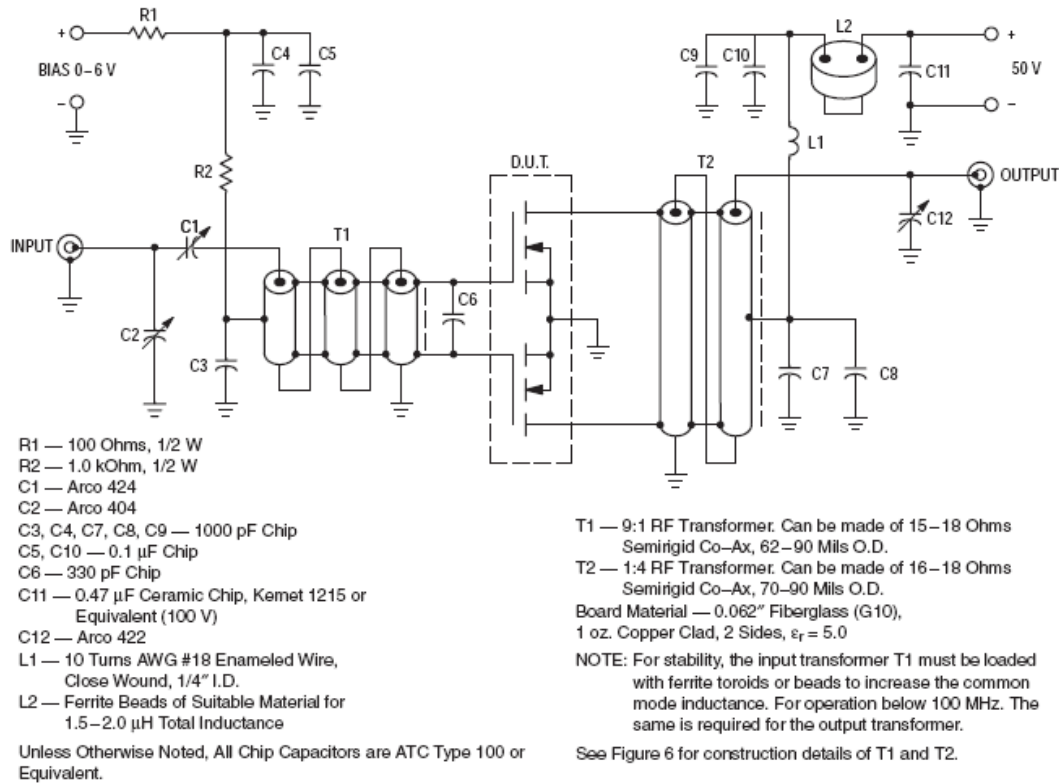 R1
+
BIAS 0–6 V
–
C4
C5
R2
C1
INPUT
C2
C3
T1
C6
D.U.T.
T2
C9
C10
L2
C11
+
50 V
–
L1
OUTPUT
C12
C7
C8
R1 — 100 Ohms, 1/2 W
R2 — 1.0 kOhm, 1/2 W
C1 — Arco 424
C2 — Arco 404
C3, C4, C7, C8, C9 — 1000 pF Chip
C5, C10 — 0.1 μF Chip
C6 — 330 pF Chip
C11 — 0.47 μF Ceramic Chip, Kemet 1215 or
Equivalent (100 V)
C12 — Arco 422
L1 — 10 Turns AWG #18 Enameled Wire,
Close Wound, 1/4″ I.D.
L2 — Ferrite Beads of Suitable Material for
1.5–2.0 μH Total Inductance
Unless Otherwise Noted, All Chip Capacitors are ATC Type 100 or
Equivalent.
T1 — 9:1 RF Transformer. Can be made of 15–18 Ohms
Semirigid Co–Ax, 62–90 Mils O.D.
T2 — 1:4 RF Transformer. Can be made of 16–18 Ohms
Semirigid Co–Ax, 70–90 Mils O.D.
Board Material — 0.062″ Fiberglass (G10),
1 oz. Copper Clad, 2 Sides, εr = 5.0
NOTE: For stability, the input transformer T1 must be loaded
with ferrite toroids or beads to increase the common
mode inductance. For operation below 100 MHz. The
same is required for the output transformer.
See Figure 6 for construction details of T1 and T2.